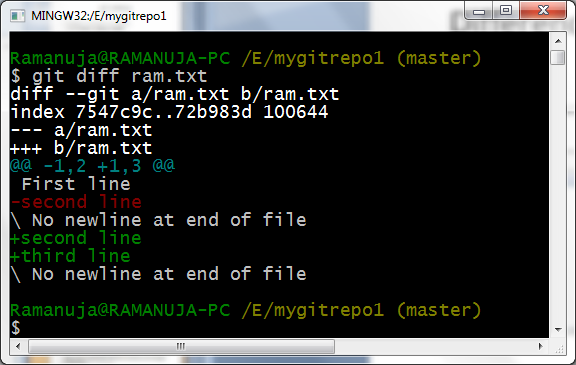 MINGW32:/E/mygitrepo1
Ramanuja@RAMANUJA-PC /E/mygitrepo1 (master)
$ git diff ram.txt
diff --git a/ram.txt b/ram.txt
index 7547c9c..72b983d 100644
--- a/ram.txt
+++ b/ram.txt
@@ -1,2 +1,3 @@
 First line
-second line
\ No newline at end of file
+second line
+third line
\ No newline at end of file
Ramanuja@RAMANUJA-PC /E/mygitrepo1 (master)
$